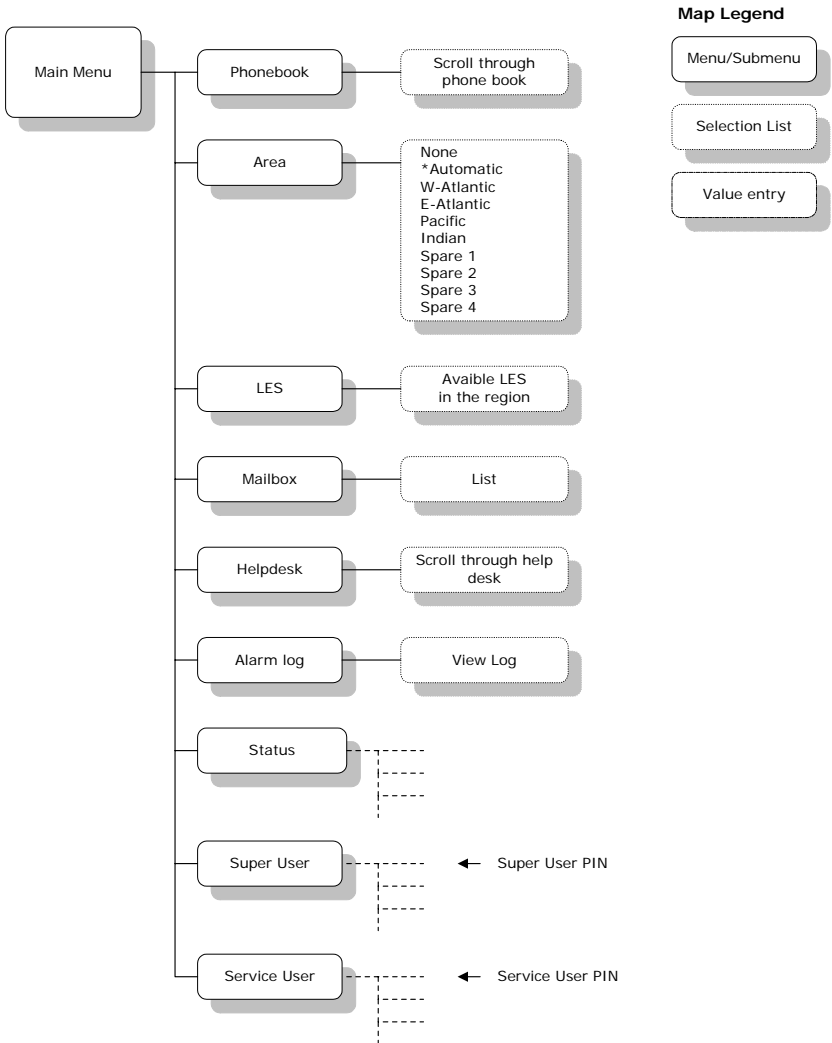 Map Legend
Main Menu
Phonebook
Scroll through
phone book
Menu/Submenu
Selection List
Value entry
Area
None
*Automatic
W-Atlantic
E-Atlantic
Pacific
Indian
Spare 1
Spare 2
Spare 3
Spare 4
LES
Avaible LES
in the region
Mailbox
List
Helpdesk
Scroll through help
desk
Alarm log
View Log
Status
Super User
Super User PIN
Service User
Service User PIN